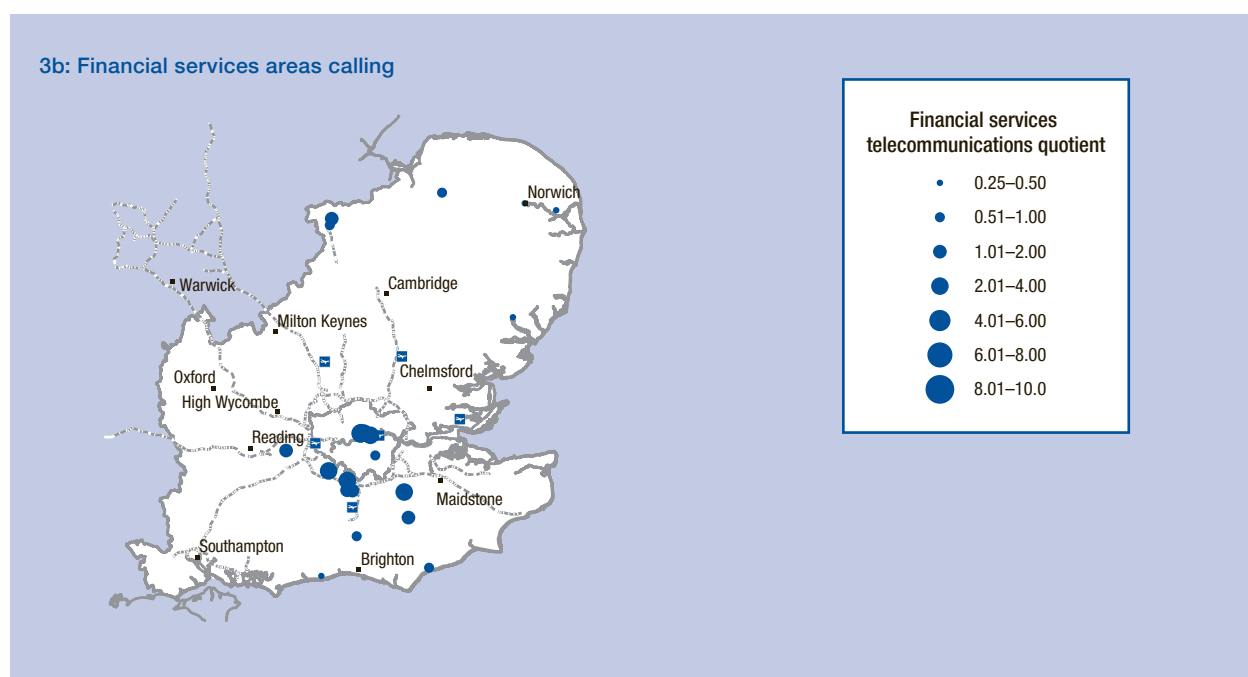 3b: Financial services areas calling
Financial services
telecommunications quotient
0.25–0.50
0.51–1.00
1.01–2.00
2.01–4.00
4.01–6.00
6.01–8.00
8.01–10.0
Norwich
Warwick
Cambridge
Milton Keynes
Oxford
Chelmsford
High Wycombe
Reading
Maidstone
Southampton
Brighton